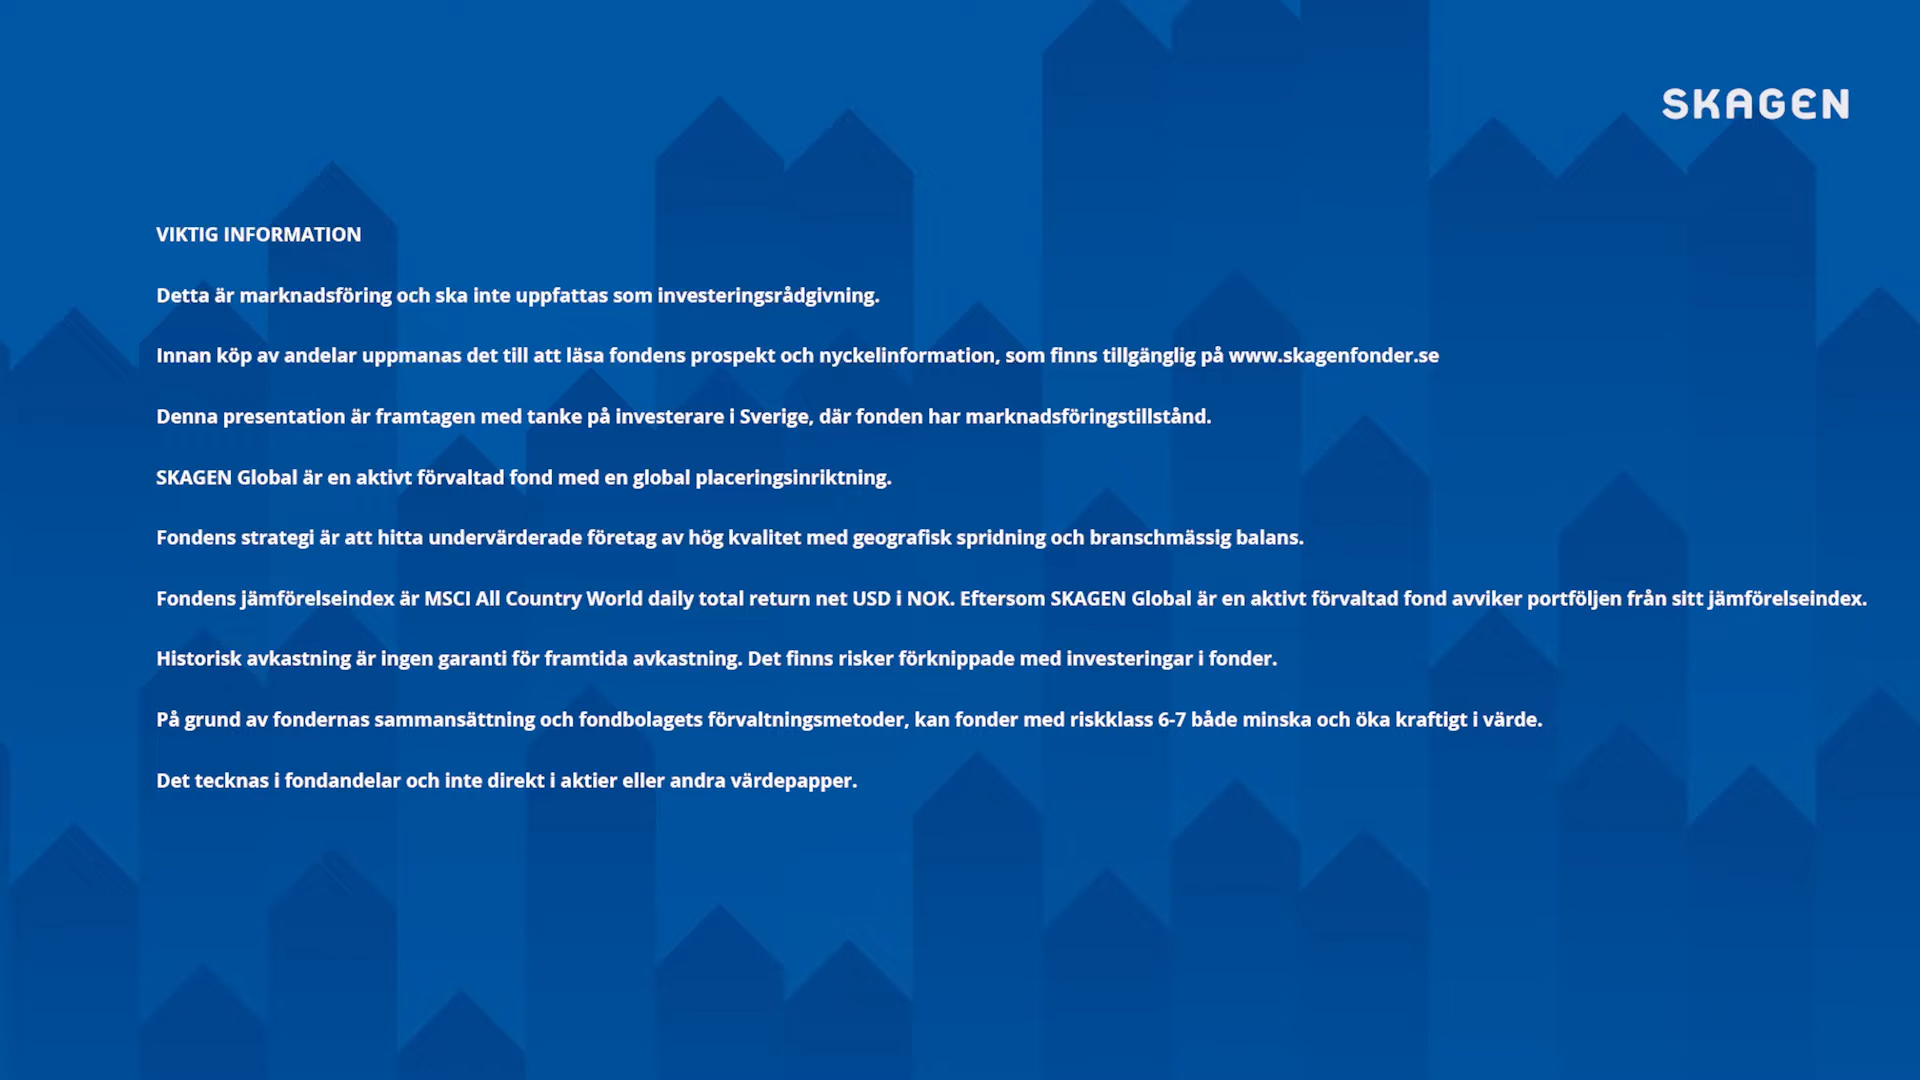 SKAGEN
VIKTIG INFORMATION
Detta är marknadsföring och ska inte uppfattas som investeringsrådgivning.
Innan köp av andelar uppmanas det till att läsa fondens prospekt och nyckelinformation, som finns tillgänglig på www.skagenfonder.se
Denna presentation är framtagen med tanke på investerare i Sverige, där fonden har marknadsföringstillstånd.
SKAGEN Global är en aktivt förvaltad fond med en global placeringsinriktning.
Fondens strategi är att hitta undervärderade företag av hög kvalitet med geografisk spridning och branschmässig balans.
Fondens jämförelseindex är MSCI All Country World daily total return net USD i NOK. Eftersom SKAGEN Global är en aktivt förvaltad fond avviker portföljen från sitt jämförelseindex.
Historisk avkastning är ingen garanti för framtida avkastning. Det finns risker förknippade med investeringar i fonder.
På grund av fondernas sammansättning och fondbolagets förvaltningsmetoder, kan fonder med riskklass 6-7 både minska och öka kraftigt i värde.
Det tecknas i fondandelar och inte direkt i aktier eller andra värdepapper.